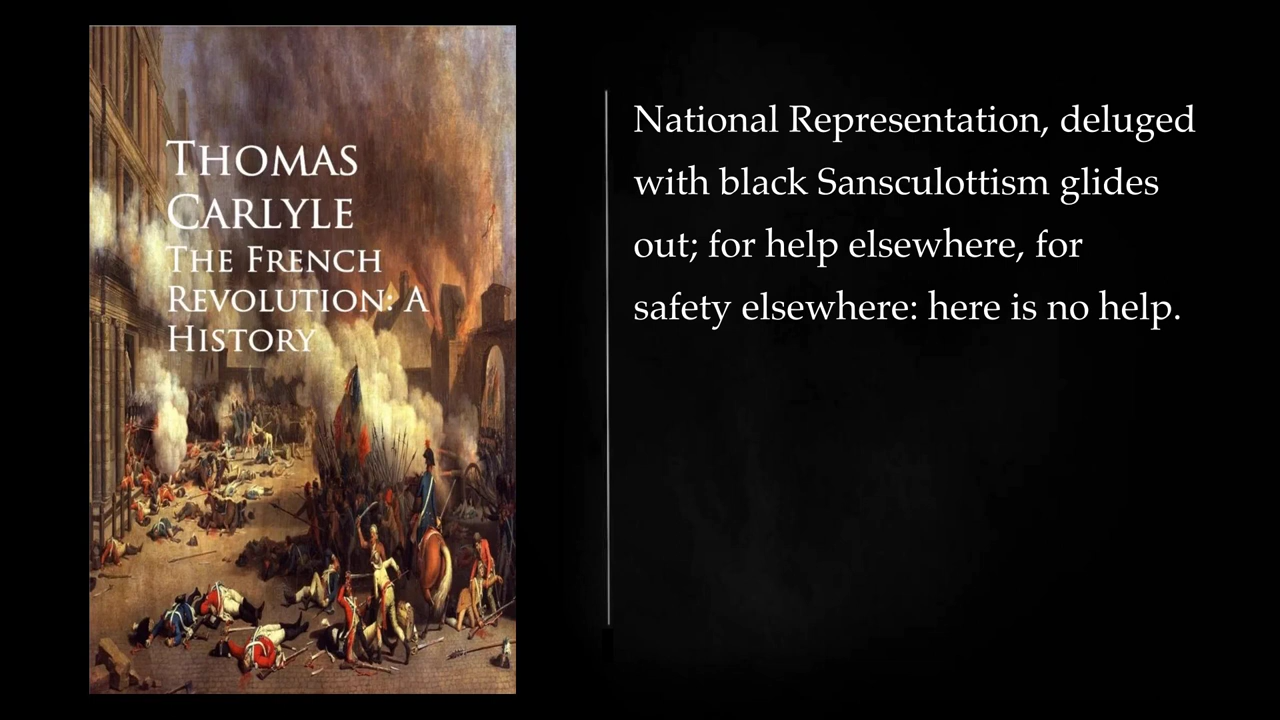 THOMAS
CARLYLE
THE FRENCH
REVOLUTION: A
HISTORY
National Representation, deluged
with black Sansculottism glides
out; for help elsewhere, for
safety elsewhere: here is no help.